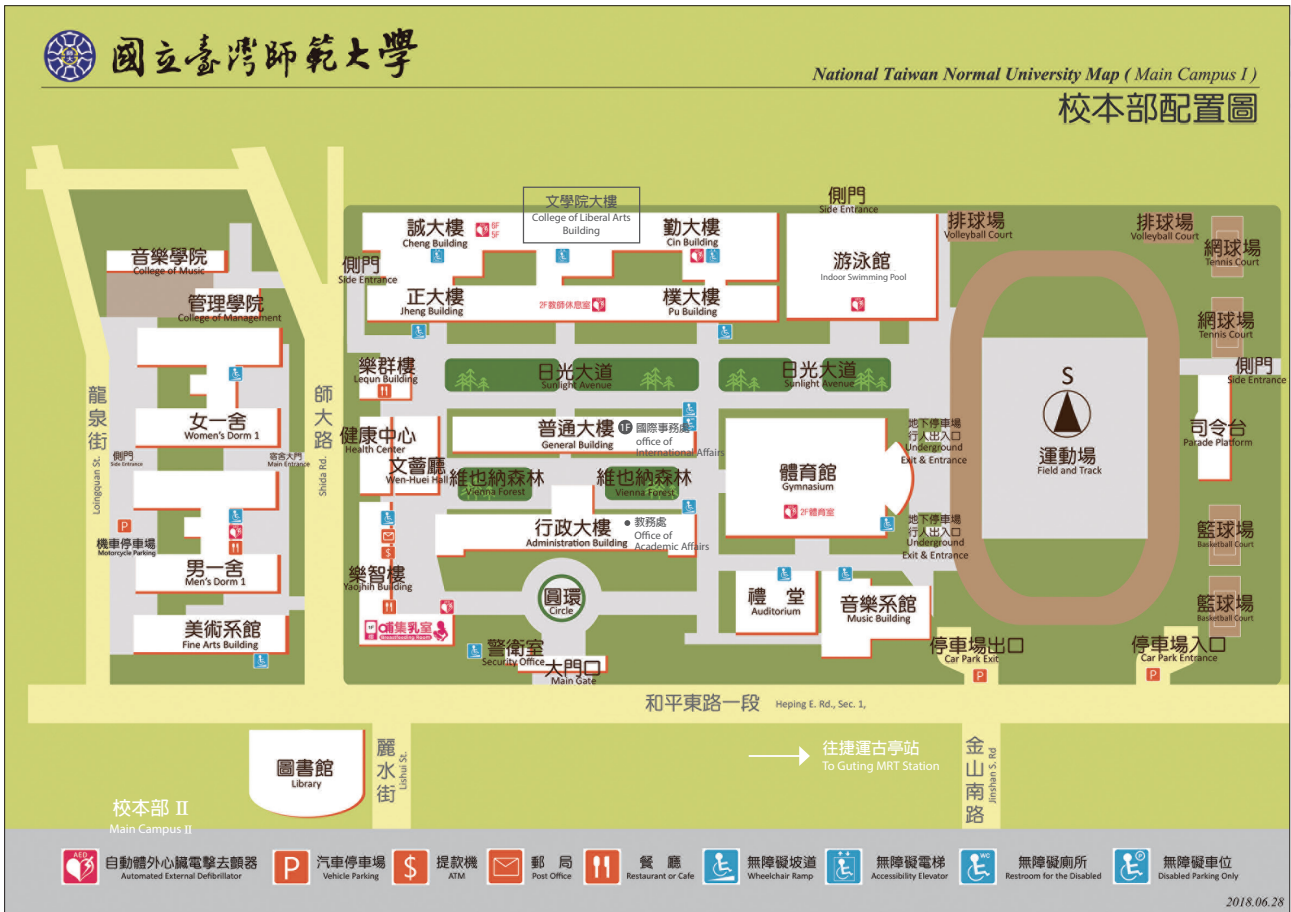 國立臺灣師範大學
National Taiwan Normal University Map ( Main Campus I )
校本部配置圖
文學院大樓
College of Liberal Arts
Building
誠大樓
Cheng Building
6F
5F
勤大樓
Cin Building
側門
Side Entrance
排球場
Volleyball Court
排球場
Volleyball Court
網球場
Tennis Court
音樂學院
College of Music
側門
Side Entrance
游泳館
Indoor Swimming Pool
管理學院
College of Management
正大樓
Jheng Building
2F教師休息室
樸大樓
Pu Building
網球場
Tennis Court
樂群樓
Lequn Building
日光大道
Sunlight Avenue
日光大道
Sunlight Avenue
側門
Side Entrance
S
龍泉街
Loingquan St.
師大路
Shida Rd.
女一舍
Women's Dorm 1
健康中心
Health Center
普通大樓
General Building
1F 國際事務處
office of
International Affairs
地下停車場
行人出入口
Underground
Exit & Entrance
司令台
Parade Platform
側門
Side Entrance
宿舍大門
Main Entrance
文薈廳
Wen-Huei Hall
維也納森林
Vienna Forest
維也納森林
Vienna Forest
體育館
Gymnasium
2F體育室
運動場
Field and Track
P
機車停車場
Motorcycle Parking
行政大樓
Administration Building
教務處
Office of
Academic Affairs
地下停車場
行人出入口
Underground
Exit & Entrance
籃球場
Basketball Court
男一舍
Men's Dorm 1
$
樂智樓
Yaojhih Building
圓環
Circle
禮 堂
Auditorium
音樂系館
Music Building
籃球場
Basketball Court
美術系館
Fine Arts Building
哺集乳室
Breastfeeding Room
警衛室
Security Office
大門口
Main Gate
停車場出口
Car Park Exit
P
停車場入口
Car Park Entrance
P
和平東路一段 Heping E. Rd., Sec. 1,
圖書館
Library
麗水街
Lishui St.
往捷運古亭站
To Guting MRT Station
金山南路
Jinshan S. Rd
校本部 II
Main Campus II
AED
自動體外心臟電擊去顫器
Automated External Defibrillator
P
汽車停車場
Vehicle Parking
$
提款機
ATM
郵 局
Post Office
餐 廳
Restaurant or Cafe
無障礙坡道
Wheelchair Ramp
無障礙電梯
Accessibility Elevator
WC
無障礙廁所
Restroom for the Disabled
P
無障礙車位
Disabled Parking Only
2018.06.28